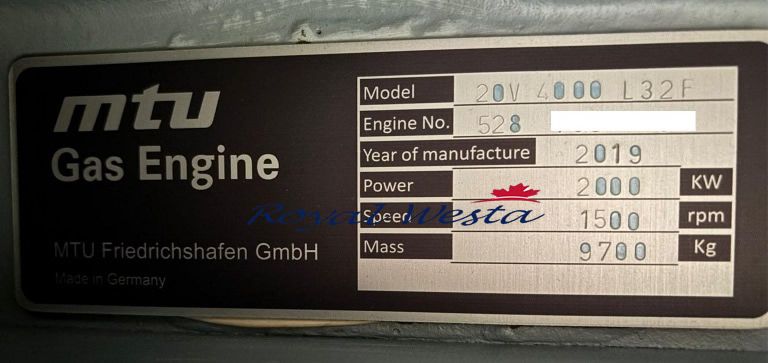 mtu
Gas Engine
MTU Friedrichshafen GmbH
Made in Germany
Model 20V 4000 L32F
Engine No. 528
Year of manufacture 2019
Power 2000 KW
Speed 1500 rpm
Mass 9700 Kg
Royal Westa